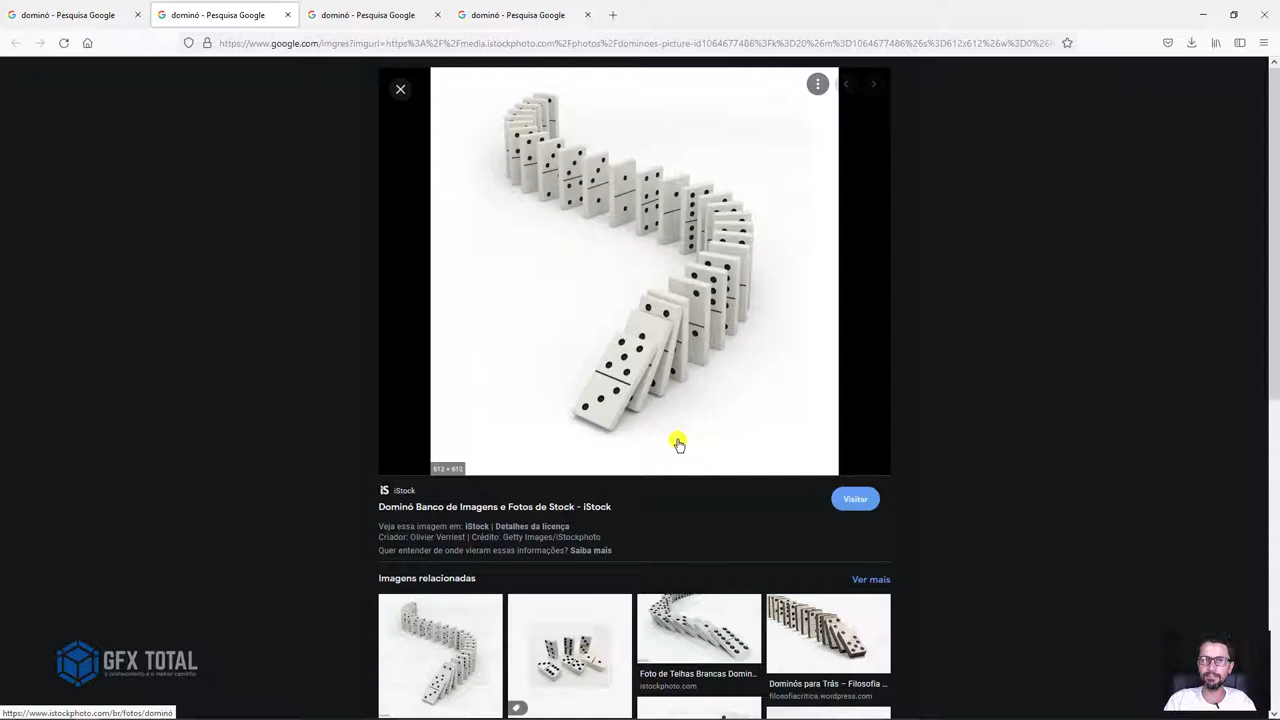 dominó - Pesquisa Google
dominó - Pesquisa Google
dominó - Pesquisa Google
dominó - Pesquisa Google
https://www.google.com/imgres?imgurl=https%3A%2F%2Fmedia.istockphoto.com%2Fphotos%2Fdominoes-picture-id1064677486%3Fk%3D20%26m%3D1064677486%26s%3D612x612%26w%3D0%26
612 × 612
iS iStock
Dominó Banco de Imagens e Fotos de Stock - iStock
Visitar
Veja essa imagem em: iStock | Detalhes da licença
Criador: Olivier Verriest | Crédito: Getty Images/iStockphoto
Quer entender de onde vieram essas informações? Saiba mais
Imagens relacionadas
Ver mais
Foto de Telhas Brancas Domin...
istockphoto.com
Dominós para Trás – Filosofia ...
filosofiacritica.wordpress.com
GFX TOTAL
o conhecimento é o melhor caminho
https://www.istockphoto.com/br/fotos/dominó